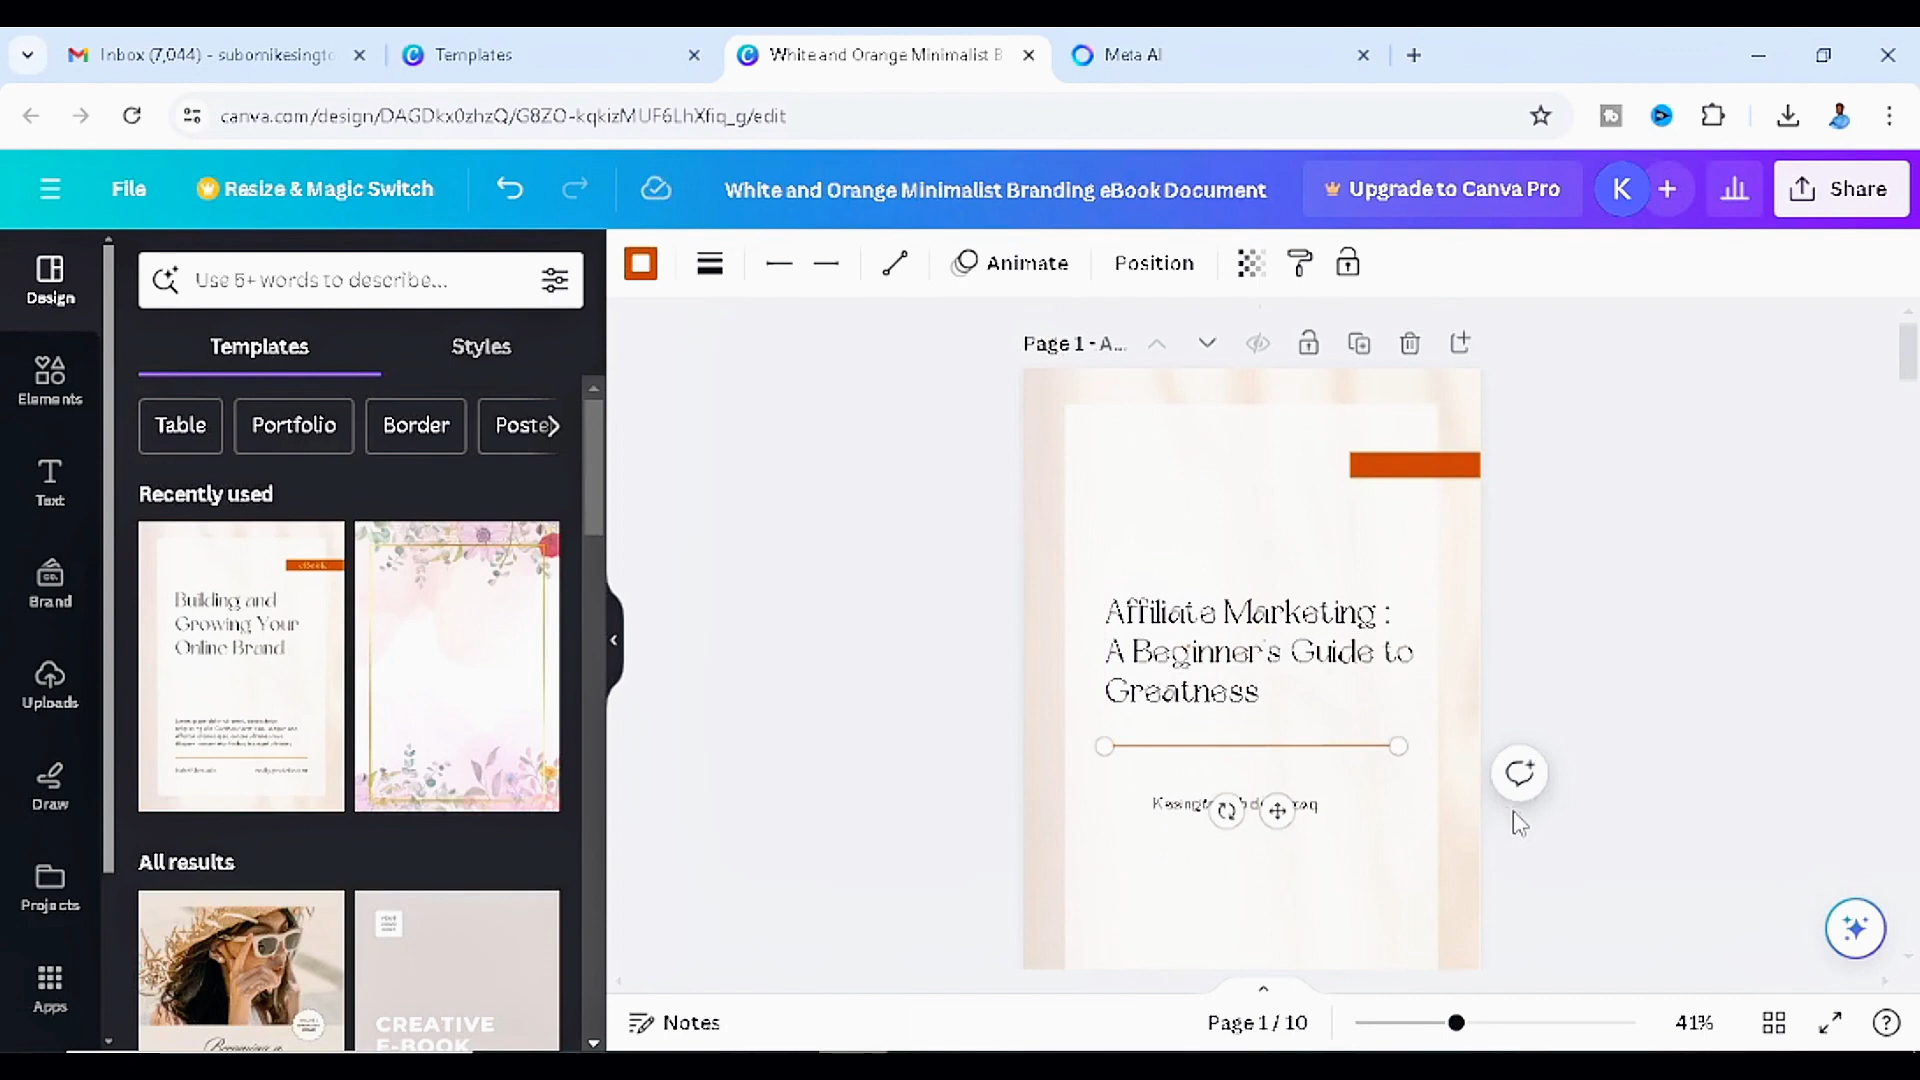 Inbox (7,044) - subomikesingto
Templates
White and Orange Minimalist B
Meta AI
canva.com/design/DAGDkx0zhzQ/G8ZO-kqkizMUF6LhXfiq_g/edit
File
Resize & Magic Switch
White and Orange Minimalist Branding eBook Document
Upgrade to Canva Pro
K
Share
Design
Elements
Text
Brand
Uploads
Draw
Projects
Apps
Use 5+ words to describe...
Templates
Styles
Table
Portfolio
Border
Poste
Recently used
eBook
Building and
Growing Your
Online Brand
All results
CREATIVE
E-BOOK
Animate
Position
Page 1 - A...
Affiliate Marketing :
A Beginner's Guide to
Greatness
Notes
Page 1 / 10
41%